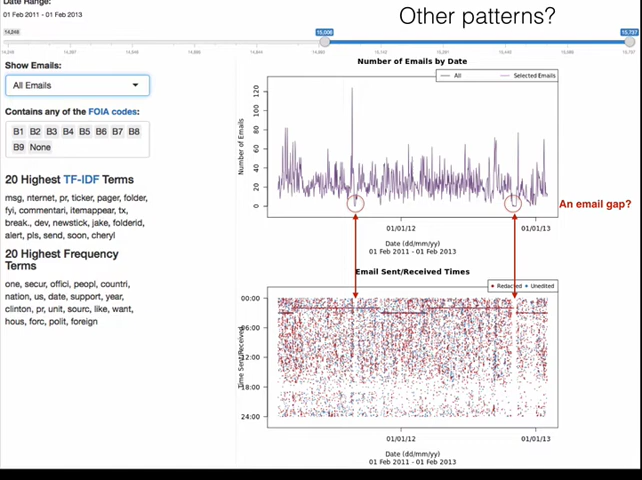 Date Range:
01 Feb 2011 - 01 Feb 2013
Other patterns?
14,246
15,006
15,737
Show Emails:
All Emails
Contains any of the FOIA codes:
B1 B2 B3 B4 B5 B6 B7 B8
B9 None
20 Highest TF-IDF Terms
msg, nternet, pr, ticker, pager, folder,
fyi, commentari, itemappear, tx,
break., dev, newstick, jake, folderid,
alert, pls, send, soon, cheryl
20 Highest Frequency
Terms
one, secur, offici, peopl, countri,
nation, us, date, support, year,
clinton, pr, unit, sourc, like, want,
hous, forc, polit, foreign
Number of Emails by Date
All
Selected Emails
Number of Emails
120
100
80
60
40
20
0
An email gap?
01/01/12
01/01/13
Date (dd/mm/yy)
01 Feb 2011 - 01 Feb 2013
Email Sent/Received Times
Redacted
Unedited
Time Sent/Received
00:00
06:00
12:00
18:00
24:00
01/01/12
01/01/13
Date (dd/mm/yy)
01 Feb 2011 - 01 Feb 2013